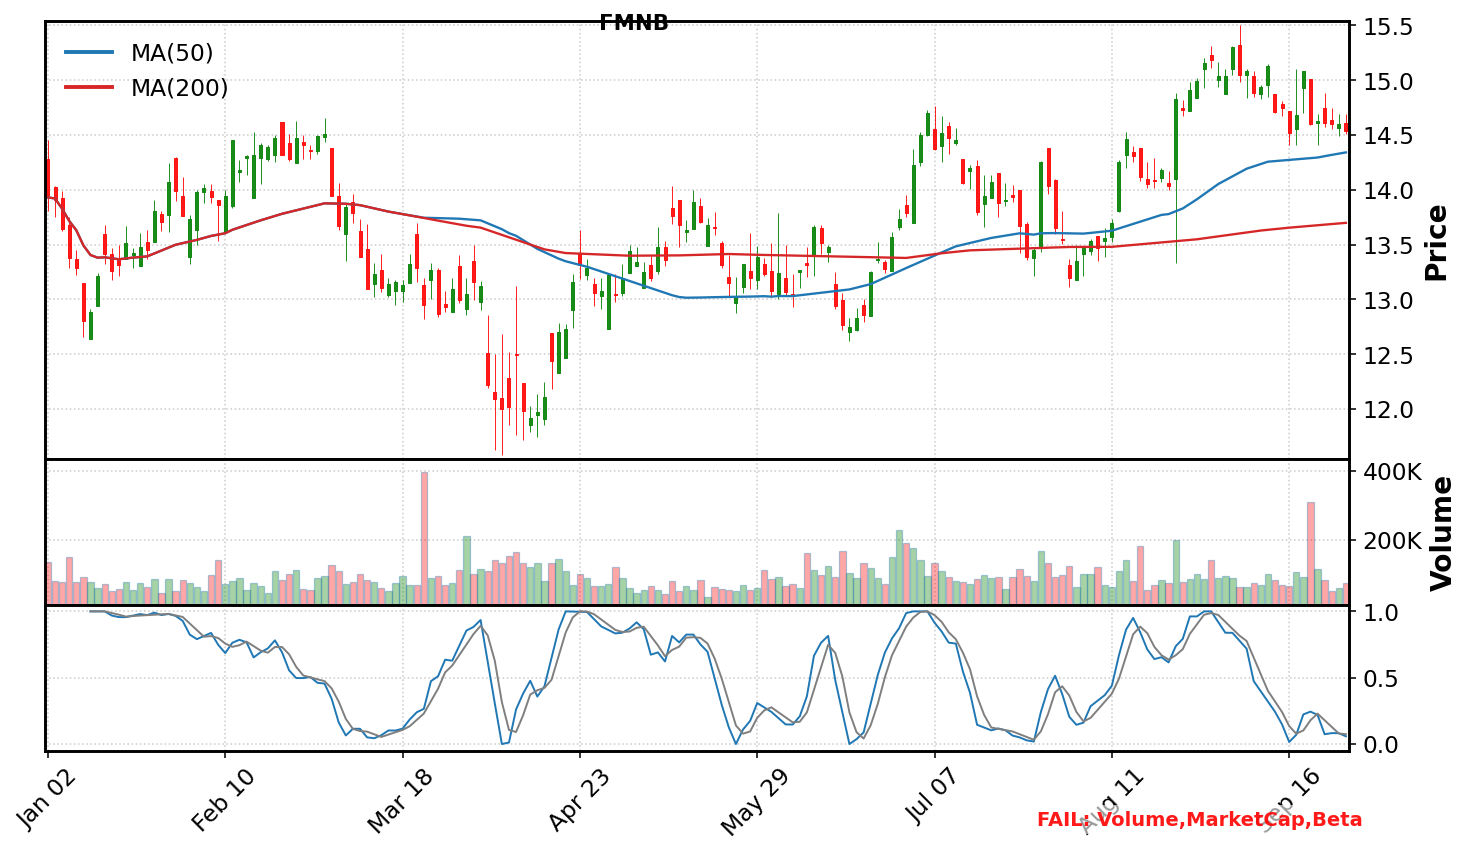 FMNB
MA(50)
MA(200)
15.5
15.0
14.5
14.0
13.5
13.0
12.5
12.0
Price
400K
200K
Volume
1.0
0.5
0.0
Jan 02
Feb 10
Mar 18
Apr 23
May 29
Jul 07
Aug 11
Sep 16
FAIL: Volume,MarketCap,Beta